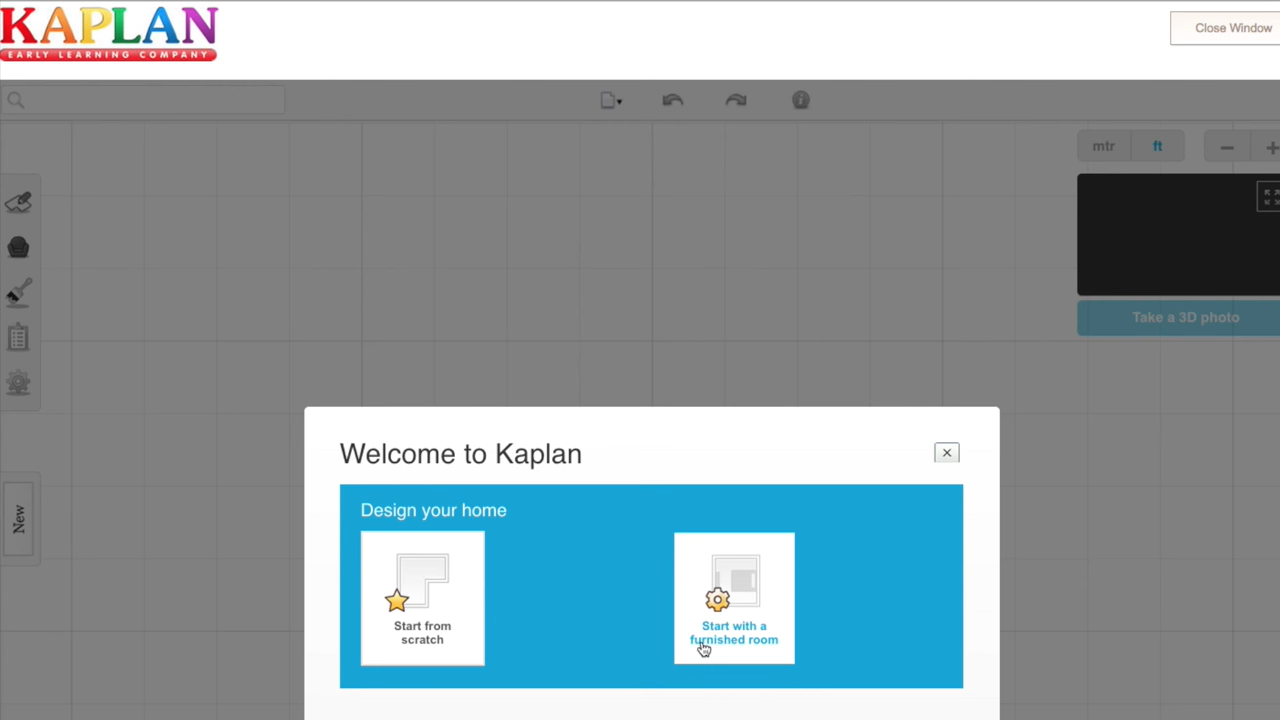 KAPLAN
EARLY LEARNING COMPANY
Close Window
mtr ft
Take a 3D photo
New
Welcome to Kaplan
Design your home
Start from
scratch
Start with a
furnished room